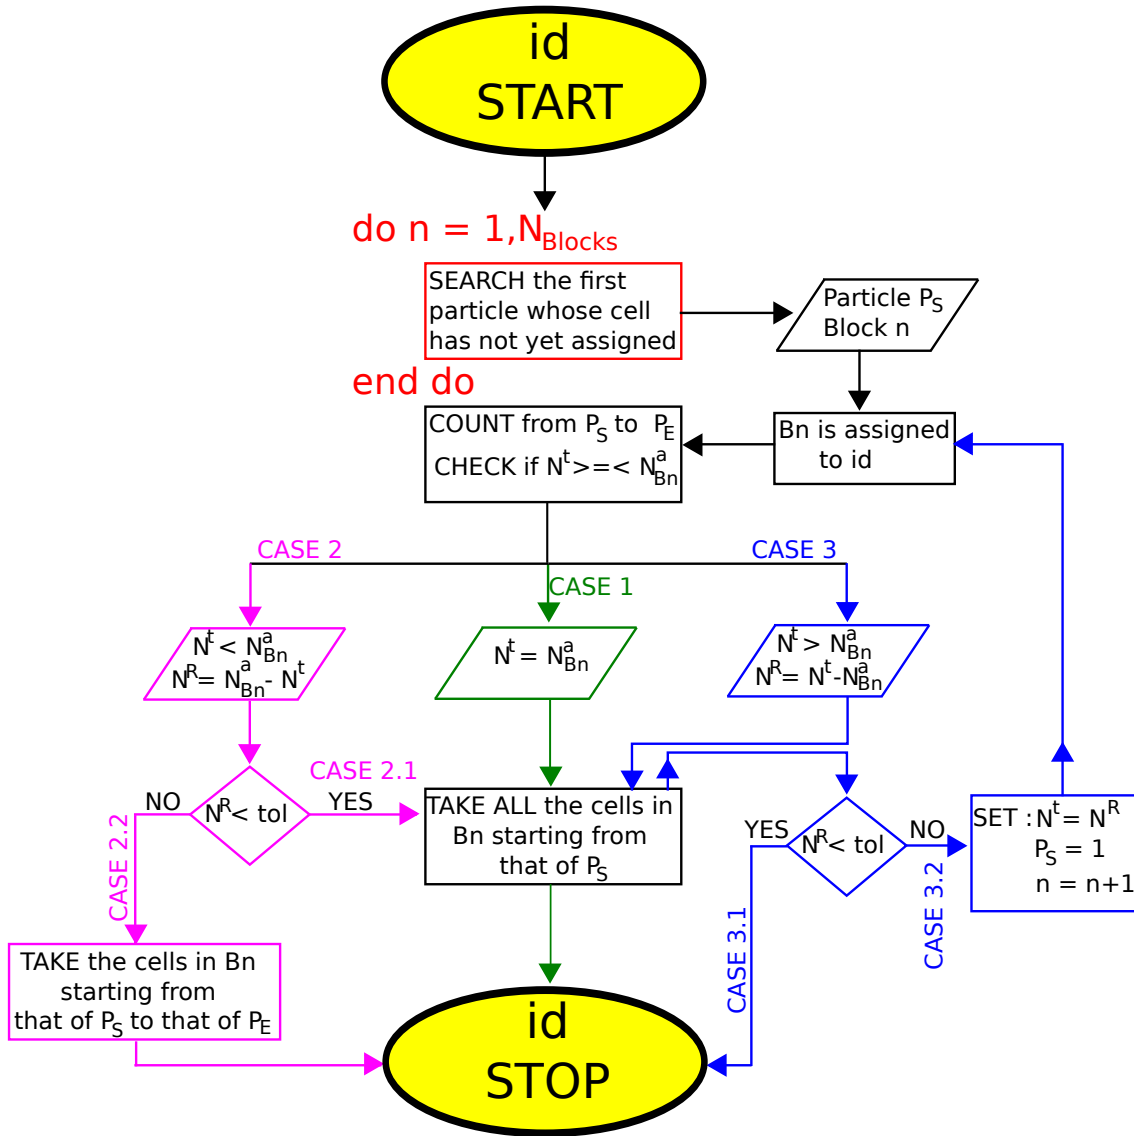 id
START
do n = 1,N_Blocks
SEARCH the first
particle whose cell
has not yet assigned
Particle P_S
Block n
end do
COUNT from P_S to P_E
CHECK if N^t >=< N^a_Bn
Bn is assigned
to id
CASE 2
CASE 1
CASE 3
N^t < N^a_Bn
N^R = N^a_Bn - N^t
N^t = N^a_Bn
N^t > N^a_Bn
N^R = N^t - N^a_Bn
CASE 2.1
NO
YES
N^R < tol
CASE 2.2
TAKE ALL the cells in
Bn starting from
that of P_S
YES
N^R < tol
NO
CASE 3.1
CASE 3.2
SET : N^t = N^R
P_S = 1
n = n+1
TAKE the cells in Bn
starting from
that of P_S to that of P_E
id
STOP